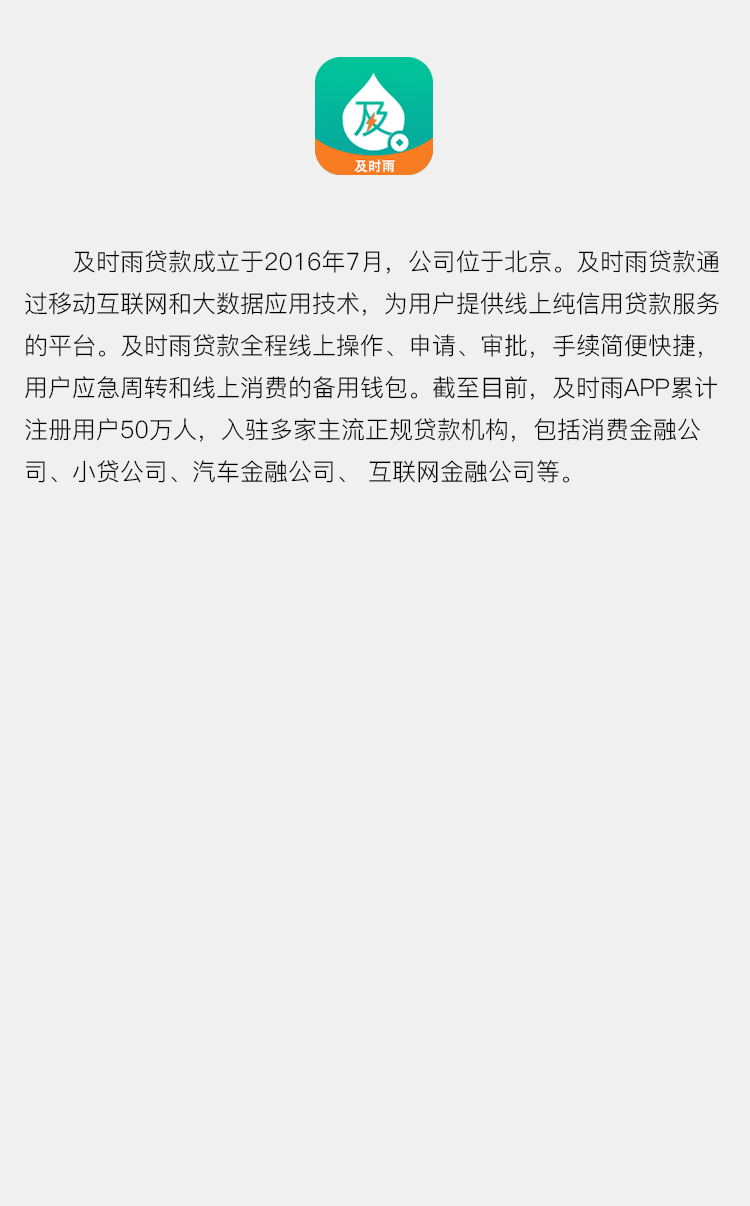 及
及时雨
及时雨贷款成立于2016年7月，公司位于北京。及时雨贷款通
过移动互联网和大数据应用技术，为用户提供线上纯信用贷款服务
的平台。及时雨贷款全程线上操作、申请、审批，手续简便快捷，
用户应急周转和线上消费的备用钱包。截至目前，及时雨APP累计
注册用户50万人，入驻多家主流正规贷款机构，包括消费金融公
司、小贷公司、汽车金融公司、 互联网金融公司等。